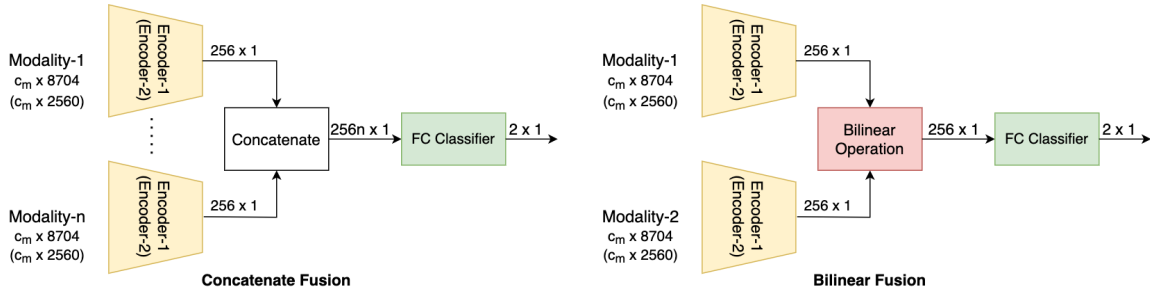 Modality-1
c_m x 8704
(c_m x 2560)
Encoder-1
(Encoder-2)
256 x 1
Concatenate
256n x 1
FC Classifier
2 x 1
Modality-n
c_m x 8704
(c_m x 2560)
Encoder-1
(Encoder-2)
256 x 1
Concatenate Fusion
Modality-1
c_m x 8704
(c_m x 2560)
Encoder-1
(Encoder-2)
256 x 1
Bilinear
Operation
256 x 1
FC Classifier
2 x 1
Modality-2
c_m x 8704
(c_m x 2560)
Encoder-1
(Encoder-2)
256 x 1
Bilinear Fusion